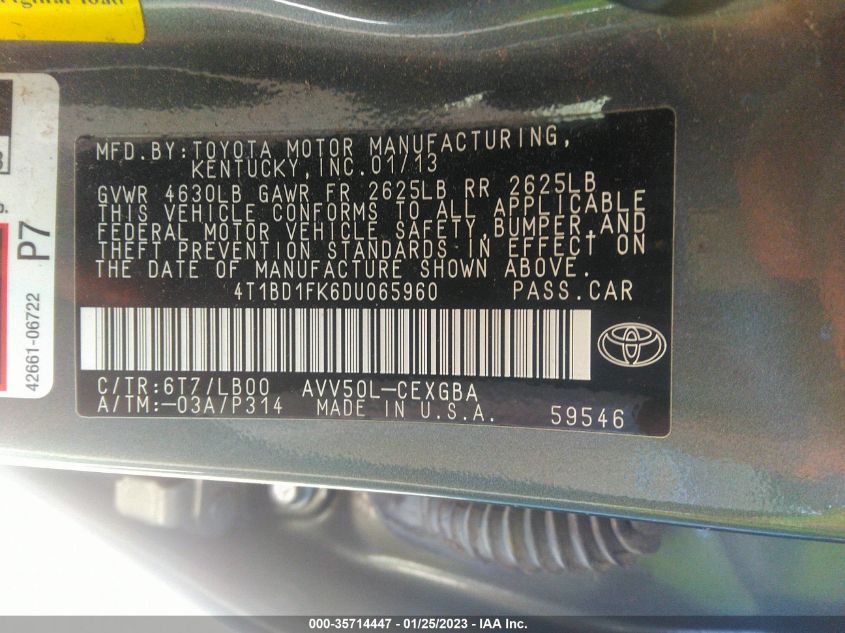 original load
3
P7
42661-06722
MFD.BY:TOYOTA MOTOR MANUFACTURING,
KENTUCKY,INC.01/13
GVWR 4630LB GAWR FR 2625LB RR 2625LB
THIS VEHICLE CONFORMS TO ALL APPLICABLE
FEDERAL MOTOR VEHICLE SAFETY,BUMPER,AND
THEFT PREVENTION STANDARDS IN EFFECT ON
THE DATE OF MANUFACTURE SHOWN ABOVE.
4T1BD1FK6DU065960 PASS.CAR
C/TR:6T7/LB00 AVV50L-CEXGBA
A/TM:-03A/P314 MADE IN U.S.A. 59546
000-35714447 - 01/25/2023 - IAA Inc.